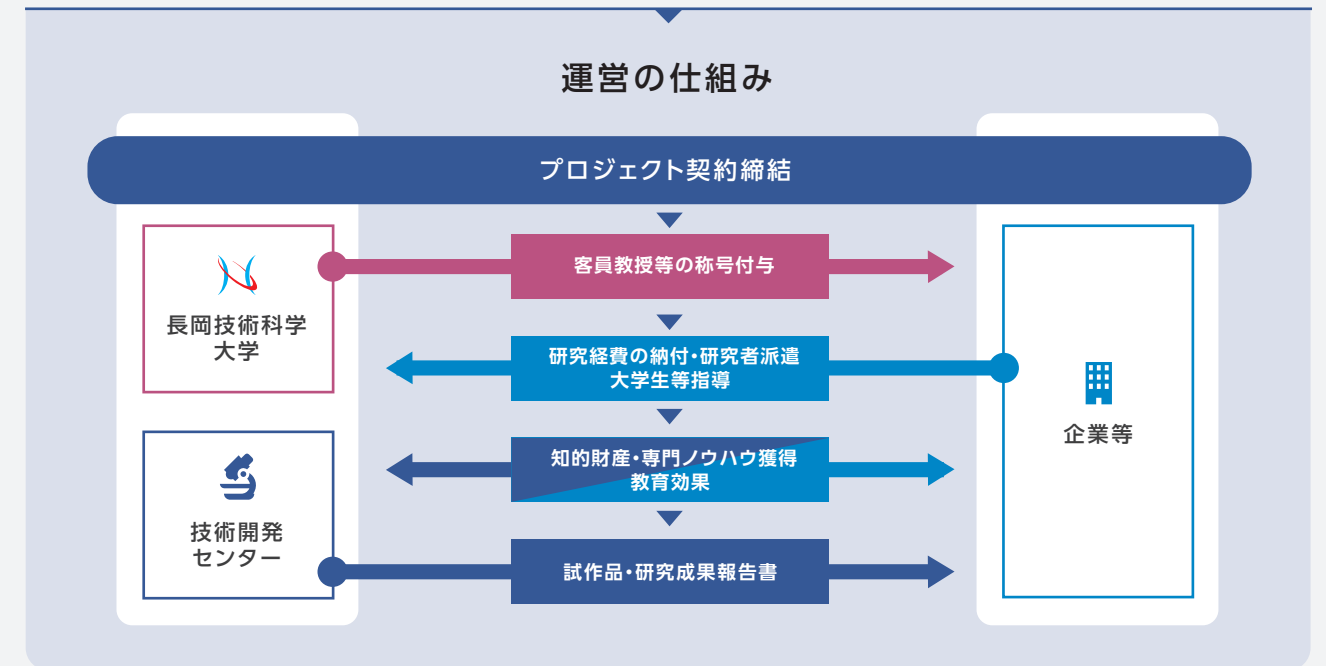 運営の仕組み
プロジェクト契約締結
長岡技術科学
大学
客員教授等の称号付与
研究経費の納付・研究者派遣
大学生等指導
企業等
知的財産・専門ノウハウ獲得
教育効果
技術開発
センター
試作品・研究成果報告書